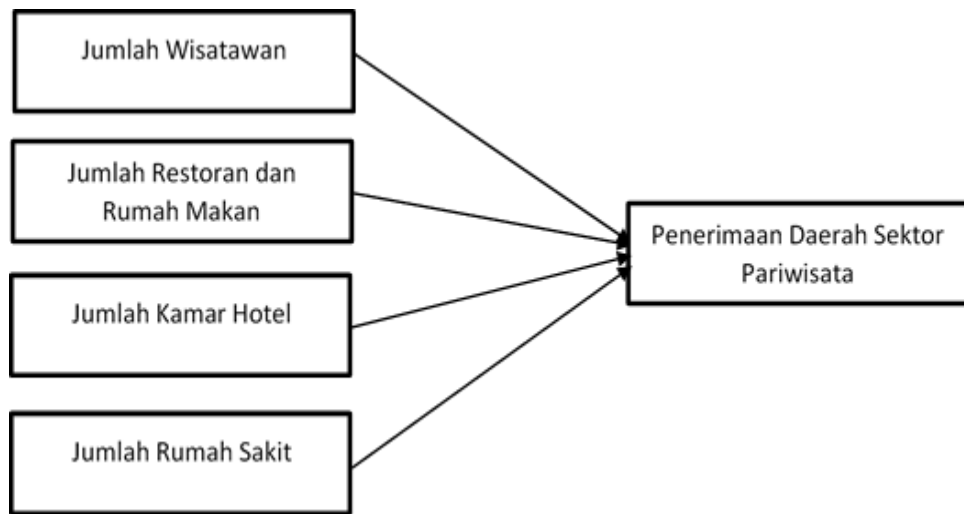 Jumlah Wisatawan
Jumlah Restoran dan
Rumah Makan
Jumlah Kamar Hotel
Jumlah Rumah Sakit
Penerimaan Daerah Sektor
Pariwisata